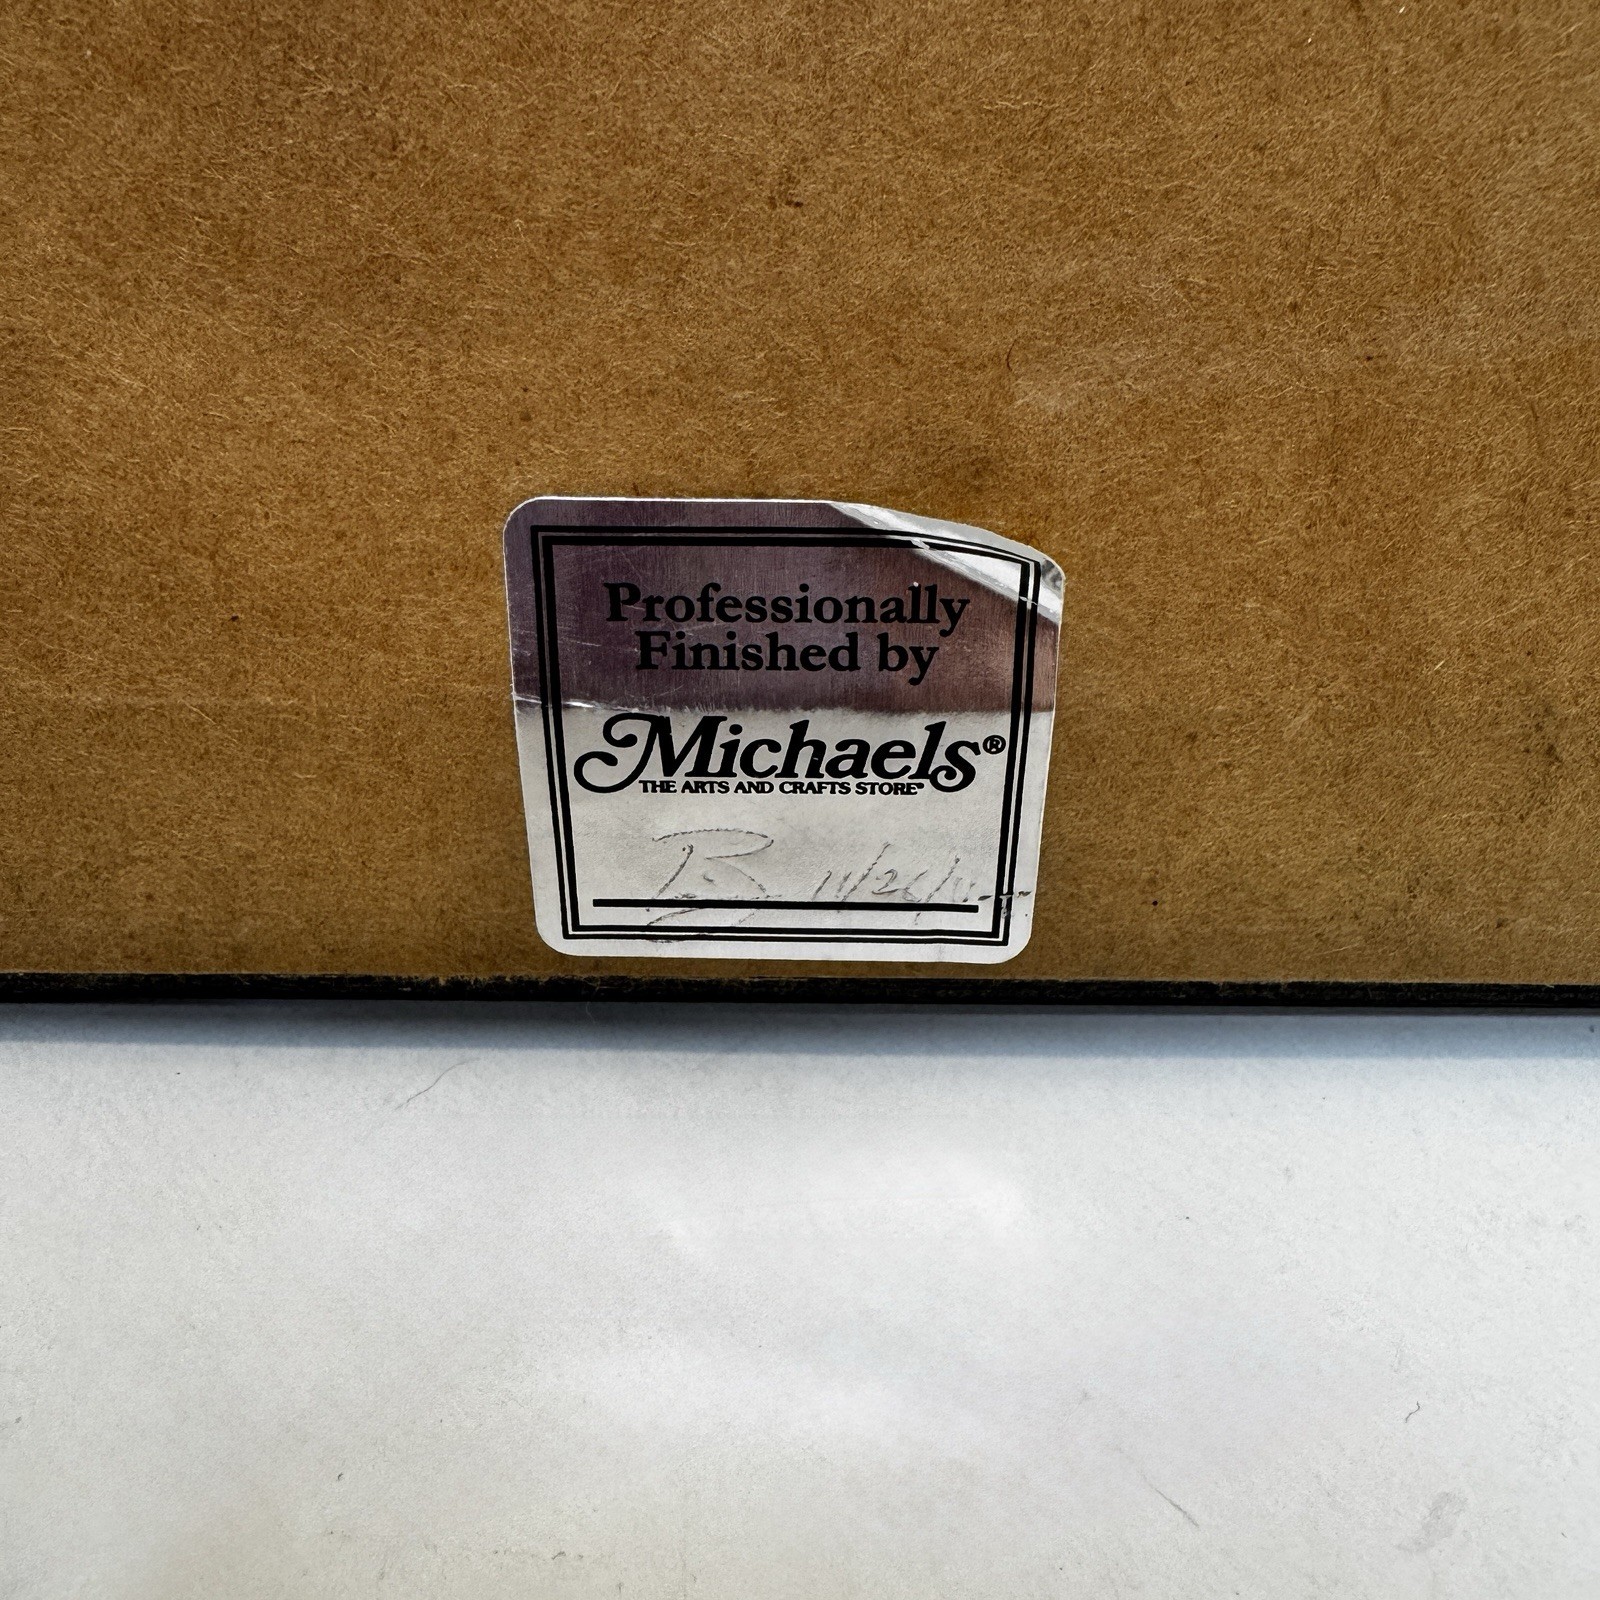 Professionally
Finished by
Michaels®
THE ARTS AND CRAFTS STORE®